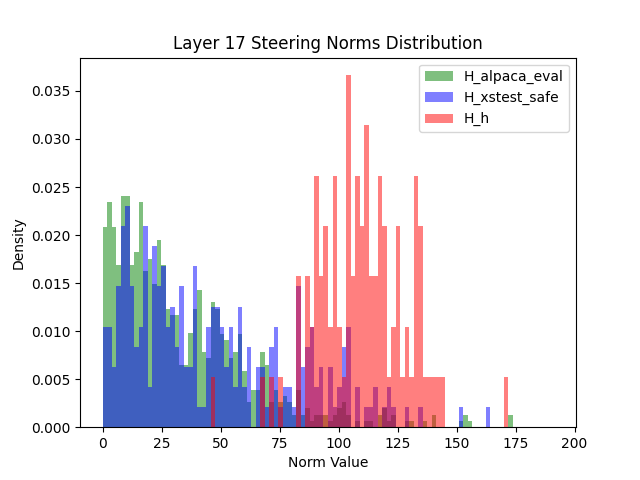 Layer 17 Steering Norms Distribution
H_alpaca_eval
H_xstest_safe
H_h
Density
0.035
0.030
0.025
0.020
0.015
0.010
0.005
0.000
0
25
50
75
100
125
150
175
200
Norm Value